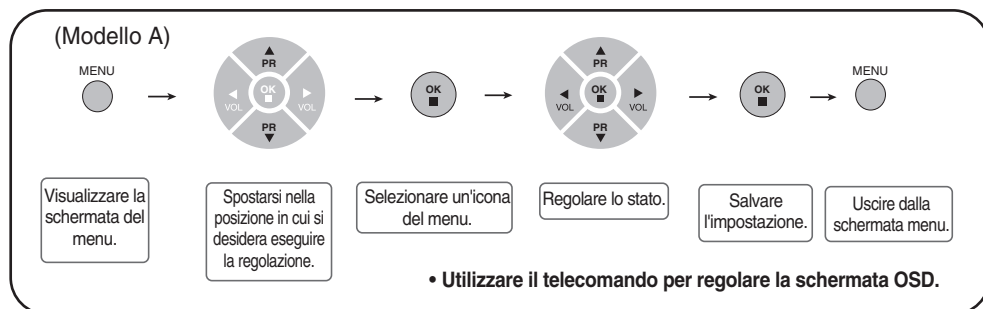 (Modello A)
MENU
PR
OK
VOL
VOL
PR
OK
PR
OK
VOL
VOL
PR
OK
MENU
Visualizzare la
schermata del
menu.
Spostarsi nella
posizione in cui si
desidera eseguire
la regolazione.
Selezionare un'icona
del menu.
Regolare lo stato.
Salvare
l'impostazione.
Uscire dalla
schermata menu.
• Utilizzare il telecomando per regolare la schermata OSD.